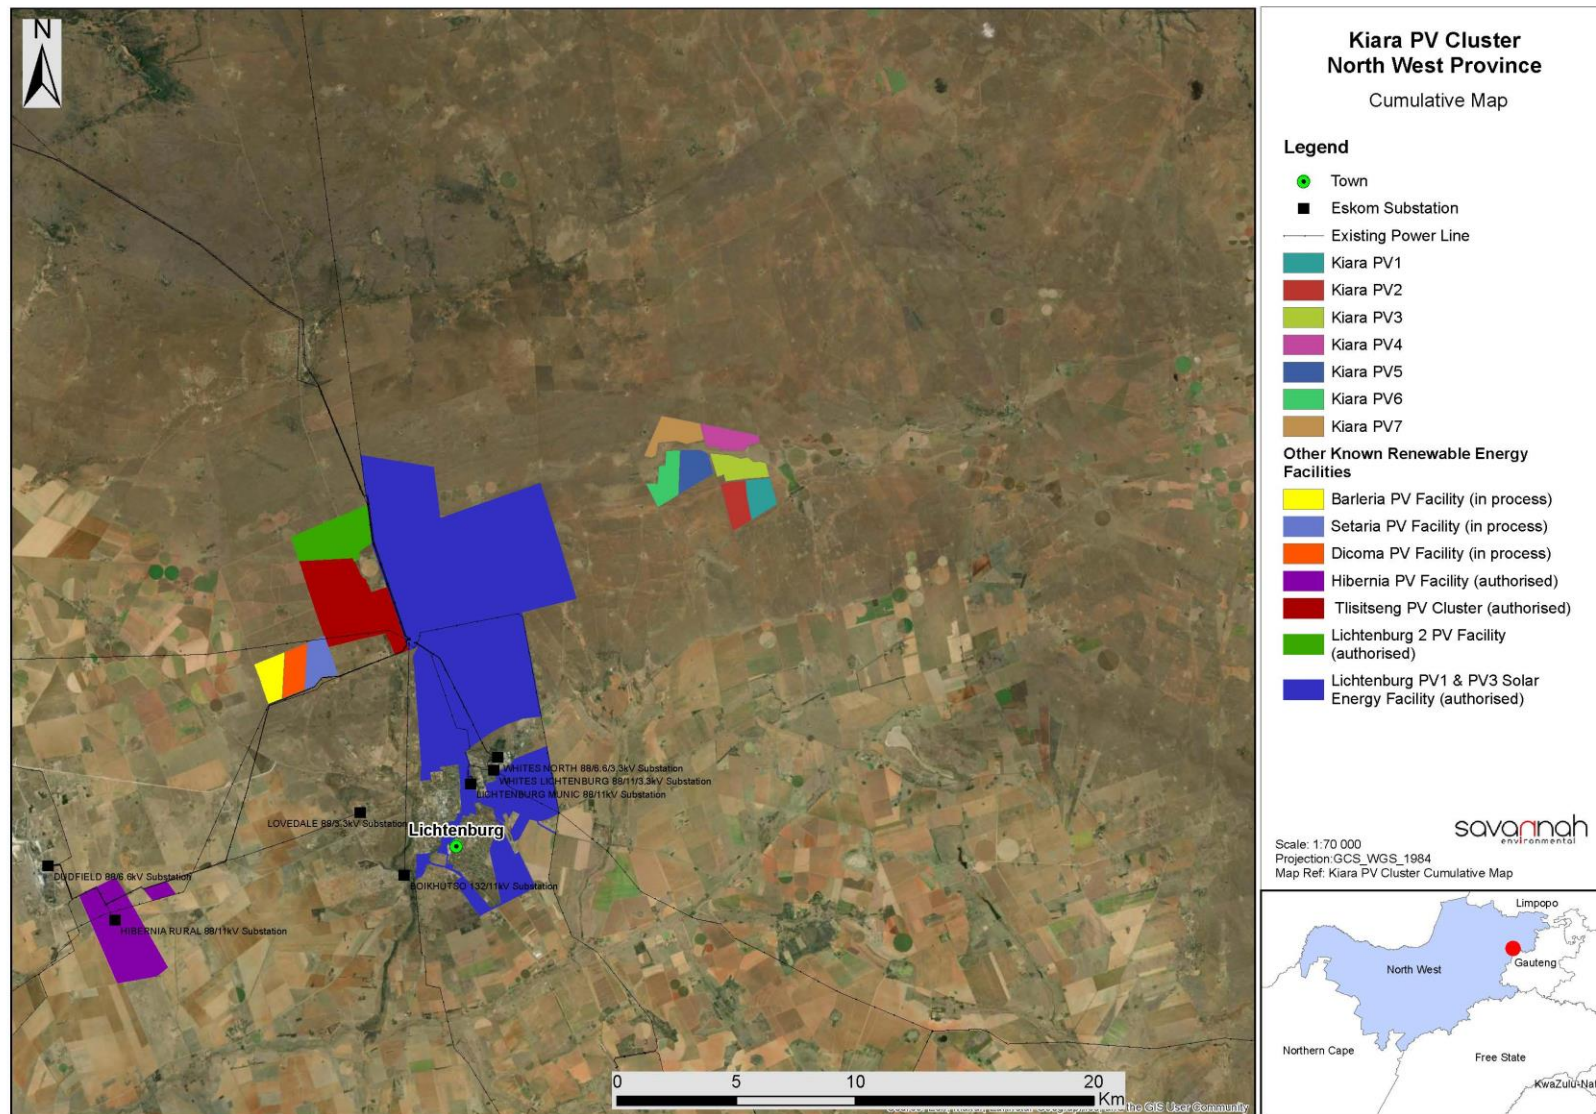 N
WHITES NORTH 88/6.6/3.3kV Substation
WHITES LICHTENBURG 88/11/3.3kV Substation
LICHTENBURG MUNIC 88/11kV Substation
LOVEDALE 88/3.3kV Substation
Lichtenburg
DUDFIELD 88/6.6kV Substation
BOIKHUTSO 132/11kV Substation
HIBERNIA RURAL 88/11kV Substation
0 5 10 20
Km
the GIS User Community
Kiara PV Cluster
North West Province
Cumulative Map
Legend
Town
Eskom Substation
Existing Power Line
Kiara PV1
Kiara PV2
Kiara PV3
Kiara PV4
Kiara PV5
Kiara PV6
Kiara PV7
Other Known Renewable Energy
Facilities
Barleria PV Facility (in process)
Setaria PV Facility (in process)
Dicoma PV Facility (in process)
Hibernia PV Facility (authorised)
Tlisitseng PV Cluster (authorised)
Lichtenburg 2 PV Facility
(authorised)
Lichtenburg PV1 & PV3 Solar
Energy Facility (authorised)
savannah
environmental
Scale: 1:70 000
Projection:GCS_WGS_1984
Map Ref: Kiara PV Cluster Cumulative Map
Limpopo
North West
Gauteng
Northern Cape
Free State
KwaZulu-Nat